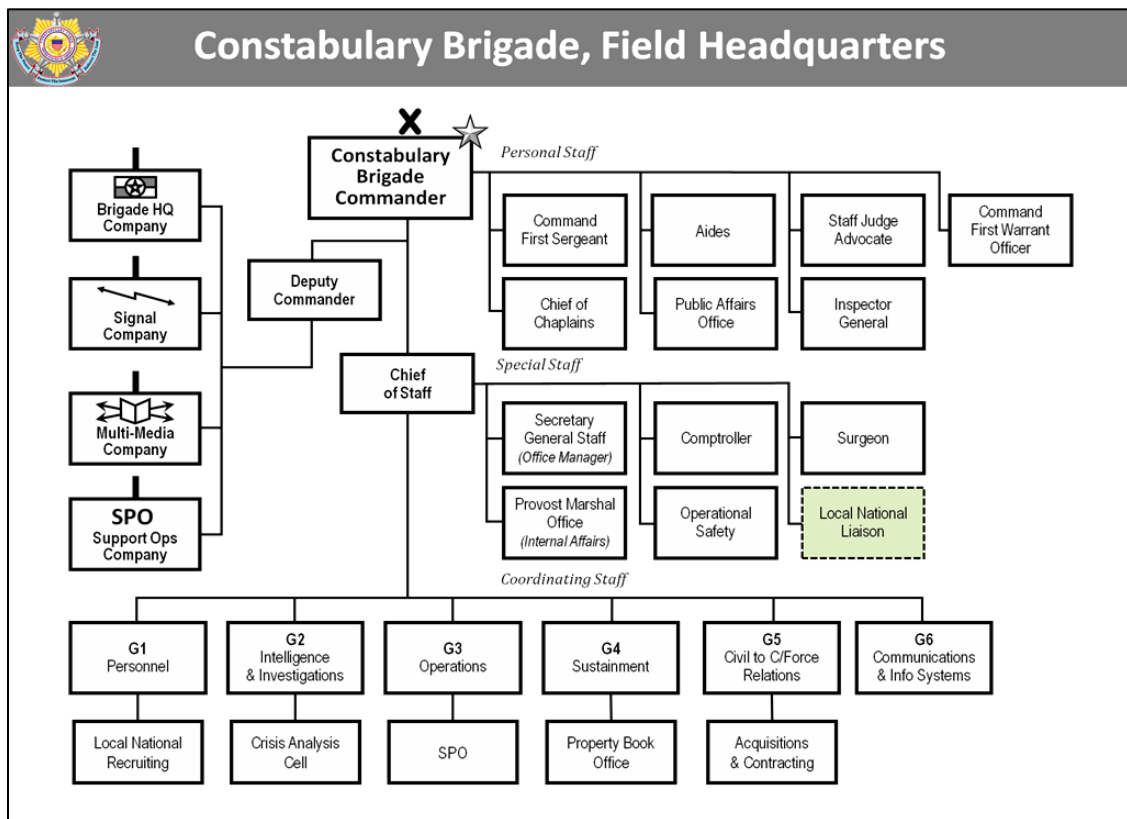 Constabulary Brigade, Field Headquarters
X
Constabulary
Brigade
Commander
Personal Staff
Command
First Sergeant
Aides
Staff Judge
Advocate
Command
First Warrant
Officer
Chief of
Chaplains
Public Affairs
Office
Inspector
General
Brigade HQ
Company
Signal
Company
Multi-Media
Company
SPO
Support Ops
Company
Deputy
Commander
Chief
of Staff
Special Staff
Secretary
General Staff
(Office Manager)
Comptroller
Surgeon
Provost Marshal
Office
(Internal Affairs)
Operational
Safety
Local National
Liaison
Coordinating Staff
G1
Personnel
G2
Intelligence
& Investigations
G3
Operations
G4
Sustainment
G5
Civil to C/Force
Relations
G6
Communications
& Info Systems
Local National
Recruiting
Crisis Analysis
Cell
SPO
Property Book
Office
Acquisitions
& Contracting